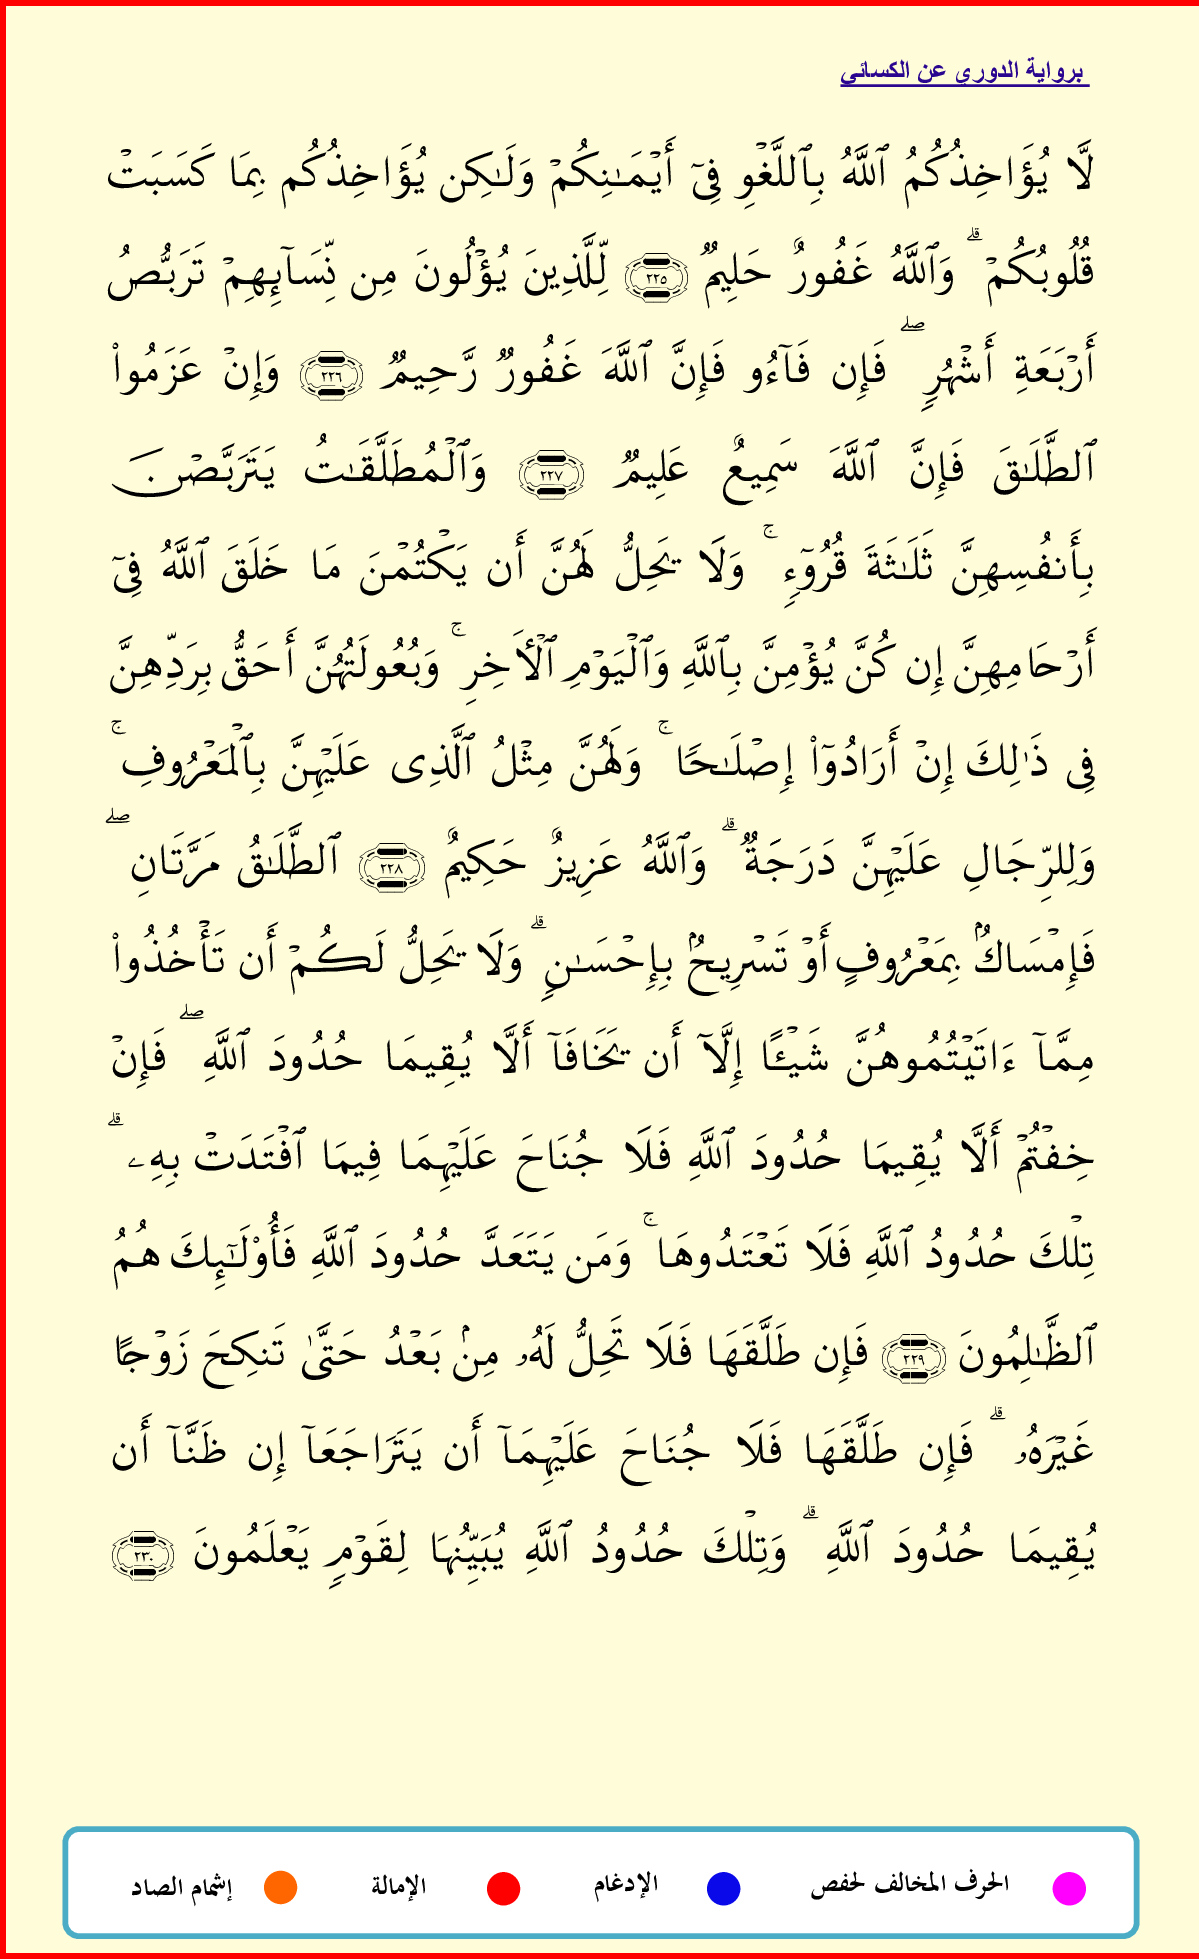 برواية الدوري عن الكسائي
لَّا يُؤَاخِذُكُمُ ٱللَّهُ بِٱللَّغۡوِ فِيٓ أَيۡمَٰنِكُمۡ وَلَٰكِن يُؤَاخِذُكُم بِمَا كَسَبَتۡ
قُلُوبُكُمۡۗ وَٱللَّهُ غَفُورٌ حَلِيمٞ ٢٢٥ لِّلَّذِينَ يُؤۡلُونَ مِن نِّسَآئِهِمۡ تَرَبُّصُ
أَرۡبَعَةِ أَشۡهُرٖۖ فَإِن فَآءُو فَإِنَّ ٱللَّهَ غَفُورٞ رَّحِيمٞ ٢٢٦ وَإِنۡ عَزَمُواْ
ٱلطَّلَٰقَ فَإِنَّ ٱللَّهَ سَمِيعٌ عَلِيمٞ ٢٢٧ وَٱلۡمُطَلَّقَٰتُ يَتَرَبَّصۡنَ
بِأَنفُسِهِنَّ ثَلَٰثَةَ قُرُوٓءٖۚ وَلَا يَحِلُّ لَهُنَّ أَن يَكۡتُمۡنَ مَا خَلَقَ ٱللَّهُ فِيٓ
أَرۡحَامِهِنَّ إِن كُنَّ يُؤۡمِنَّ بِٱللَّهِ وَٱلۡيَوۡمِ ٱلۡأٓخِرِۚ وَبُعُولَتُهُنَّ أَحَقُّ بِرَدِّهِنَّ
فِي ذَٰلِكَ إِنۡ أَرَادُوٓاْ إِصۡلَٰحٗاۚ وَلَهُنَّ مِثۡلُ ٱلَّذِي عَلَيۡهِنَّ بِٱلۡمَعۡرُوفِۚ
وَلِلرِّجَالِ عَلَيۡهِنَّ دَرَجَةٞۗ وَٱللَّهُ عَزِيزٌ حَكِيمٌ ٢٢٨ ٱلطَّلَٰقُ مَرَّتَانِۖ
فَإِمۡسَاكُۢ بِمَعۡرُوفٍ أَوۡ تَسۡرِيحُۢ بِإِحۡسَٰنٖۗ وَلَا يَحِلُّ لَكُمۡ أَن تَأۡخُذُواْ
مِمَّآ ءَاتَيۡتُمُوهُنَّ شَيۡـًٔا إِلَّآ أَن يَخَافَآ أَلَّا يُقِيمَا حُدُودَ ٱللَّهِۖ فَإِنۡ
خِفۡتُمۡ أَلَّا يُقِيمَا حُدُودَ ٱللَّهِ فَلَا جُنَاحَ عَلَيۡهِمَا فِيمَا ٱفۡتَدَتۡ بِهِۦۗ
تِلۡكَ حُدُودُ ٱللَّهِ فَلَا تَعۡتَدُوهَاۚ وَمَن يَتَعَدَّ حُدُودَ ٱللَّهِ فَأُوْلَٰٓئِكَ هُمُ
ٱلظَّٰلِمُونَ ٢٢٩ فَإِن طَلَّقَهَا فَلَا تَحِلُّ لَهُۥ مِنۢ بَعۡدُ حَتَّىٰ تَنكِحَ زَوۡجًا
غَيۡرَهُۥۗ فَإِن طَلَّقَهَا فَلَا جُنَاحَ عَلَيۡهِمَآ أَن يَتَرَاجَعَآ إِن ظَنَّآ أَن
يُقِيمَا حُدُودَ ٱللَّهِۗ وَتِلۡكَ حُدُودُ ٱللَّهِ يُبَيِّنُهَا لِقَوۡمٖ يَعۡلَمُونَ ٢٣٠
الحرف المخالف لحفص الإدغام الإمالة إشمام الصاد